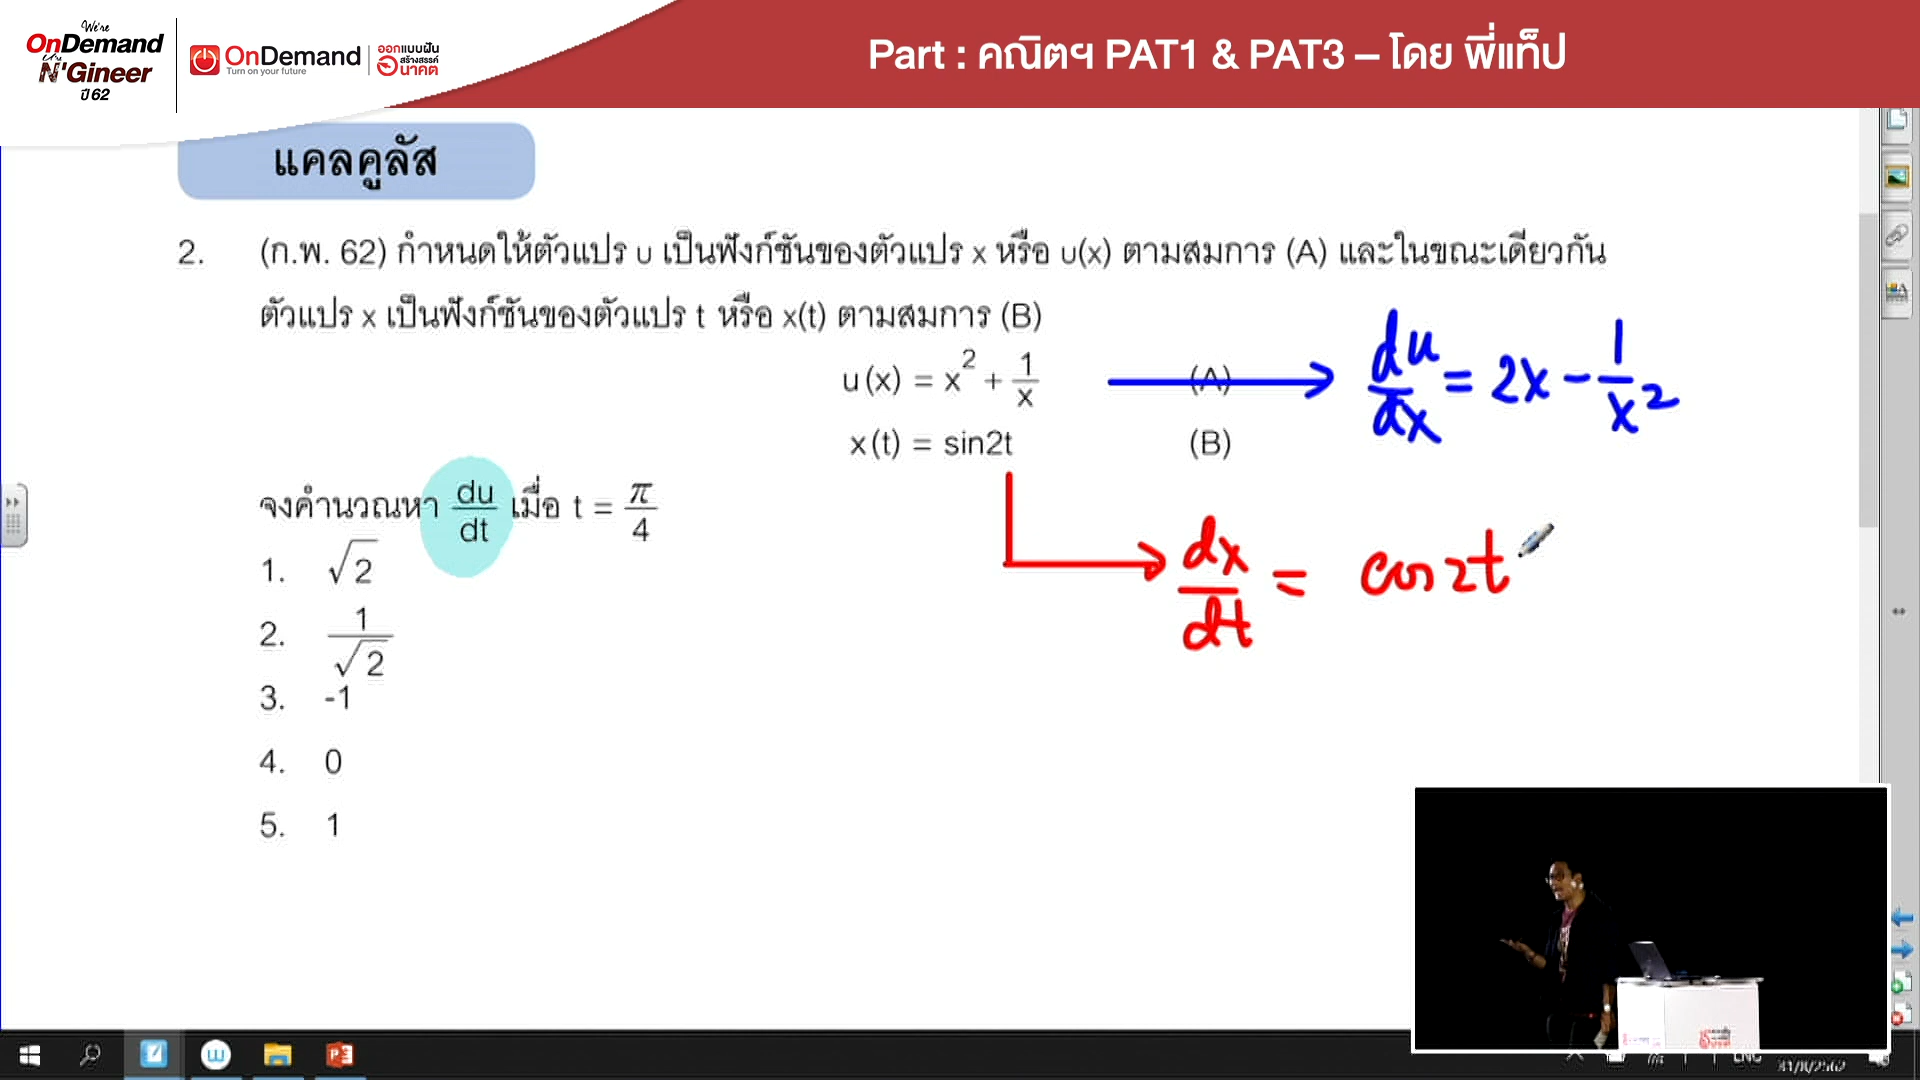 We're
OnDemand
Un
N'Gineer
ปี 62
OnDemand
Turn on your future
ออกแบบฝัน
สร้างสรรค์
อนาคต
Part : คณิตฯ PAT1 & PAT3 – โดย พี่แท็ป
แคลคูลัส
2. (ก.พ. 62) กำหนดให้ตัวแปร u เป็นฟังก์ชันของตัวแปร x หรือ u(x) ตามสมการ (A) และในขณะเดียวกัน
ตัวแปร x เป็นฟังก์ชันของตัวแปร t หรือ x(t) ตามสมการ (B)
u(x) = x² + 1/x (A) du/dx = 2x - 1/x²
x(t) = sin2t (B)
จงคำนวณหา du/dt เมื่อ t = π/4
dx/dt = cos2t
1. √2
2. 1/√2
3. -1
4. 0
5. 1
ENG
31/8/2562